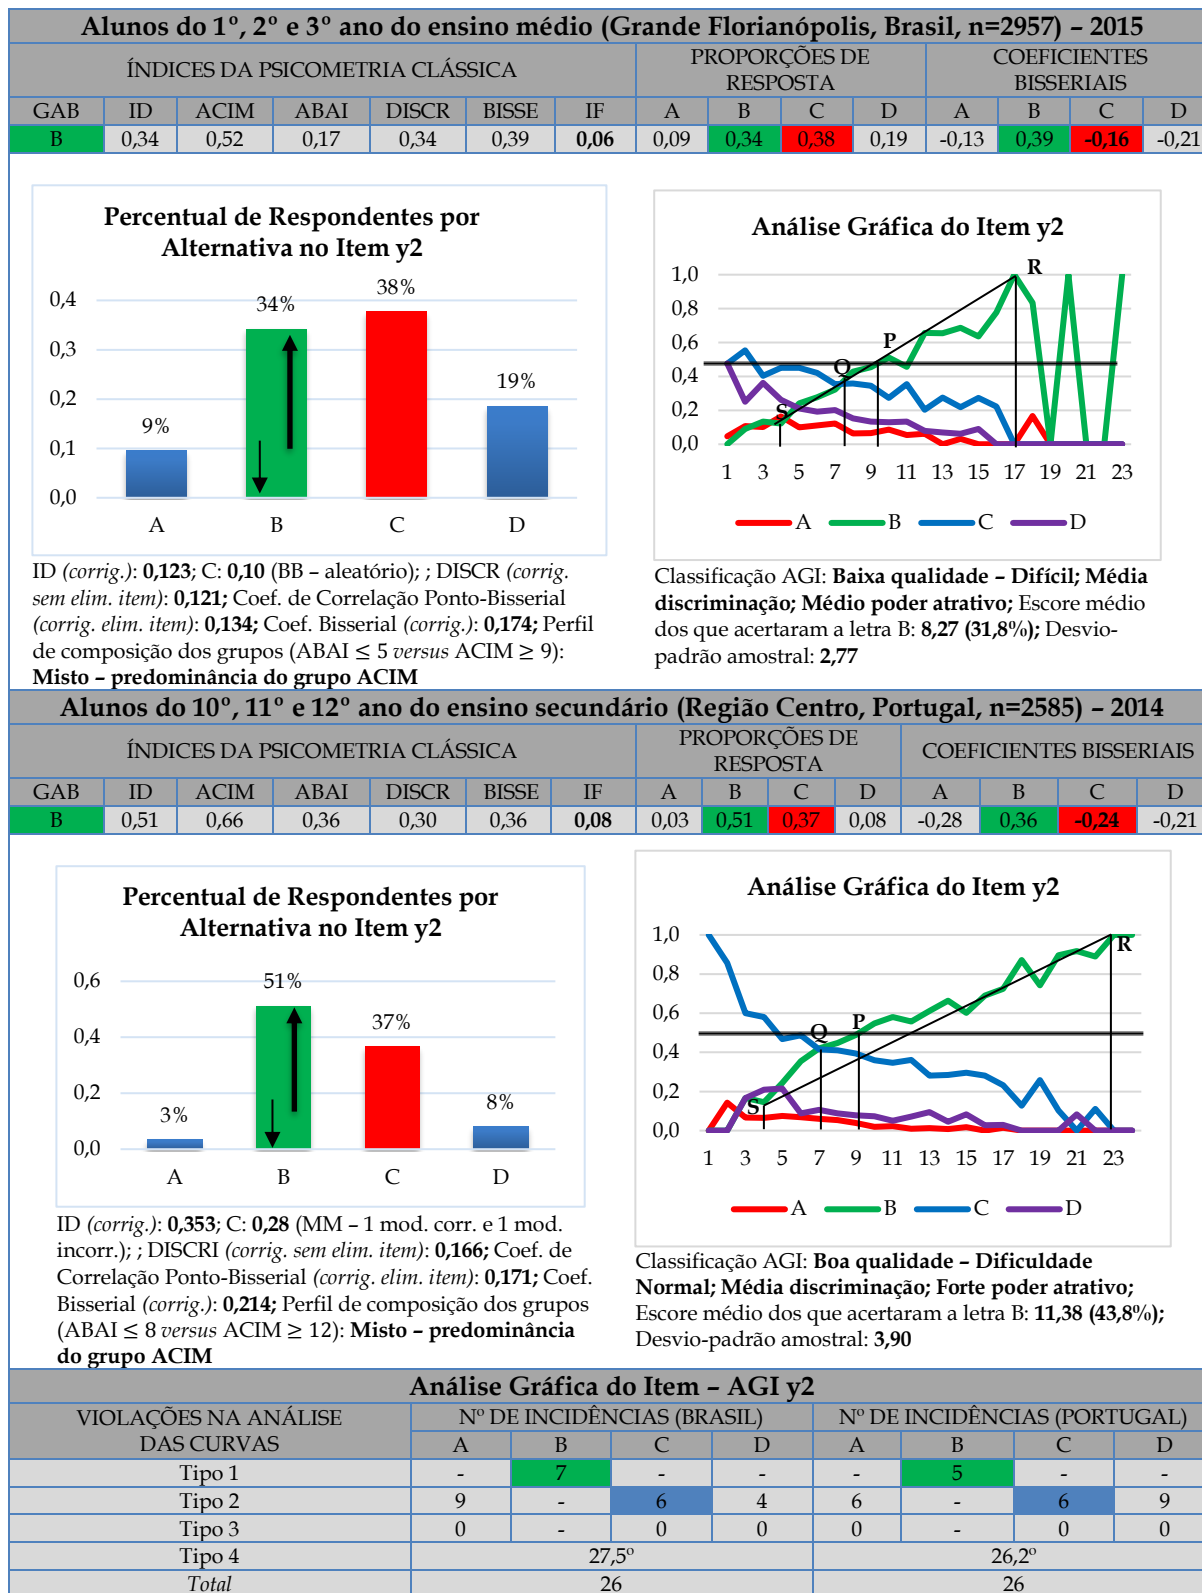 Alunos do 1º, 2º e 3º ano do ensino médio (Grande Florianópolis, Brasil, n=2957) – 2015
ÍNDICES DA PSICOMETRIA CLÁSSICA PROPORÇÕES DE RESPOSTA COEFICIENTES BISSERIAIS
GAB ID ACIM ABAI DISCR BISSE IF A B C D A B C D
B 0,34 0,52 0,17 0,34 0,39 0,06 0,09 0,34 0,38 0,19 -0,13 0,39 -0,16 -0,21
Percentual de Respondentes por
Alternativa no Item y2
0,4
0,3
0,2
0,1
0,0
9%
34%
38%
19%
A B C D
ID (corrig.): 0,123; C: 0,10 (BB – aleatório); ; DISCR (corrig.
sem elim. item): 0,121; Coef. de Correlação Ponto-Bisserial
(corrig. elim. item): 0,134; Coef. Bisserial (corrig.): 0,174; Perfil
de composição dos grupos (ABAI ≤ 5 versus ACIM ≥ 9):
Misto – predominância do grupo ACIM
Análise Gráfica do Item y2
1,0
0,8
0,6
0,4
0,2
0,0
S
Q
P
R
1 3 5 7 9 11 13 15 17 19 21 23
A B C D
Classificação AGI: Baixa qualidade – Difícil; Média
discriminação; Médio poder atrativo; Escore médio
dos que acertaram a letra B: 8,27 (31,8%); Desvio-
padrão amostral: 2,77
Alunos do 10º, 11º e 12º ano do ensino secundário (Região Centro, Portugal, n=2585) – 2014
ÍNDICES DA PSICOMETRIA CLÁSSICA PROPORÇÕES DE RESPOSTA COEFICIENTES BISSERIAIS
GAB ID ACIM ABAI DISCR BISSE IF A B C D A B C D
B 0,51 0,66 0,36 0,30 0,36 0,08 0,03 0,51 0,37 0,08 -0,28 0,36 -0,24 -0,21
Percentual de Respondentes por
Alternativa no Item y2
0,6
0,4
0,2
0,0
3%
51%
37%
8%
A B C D
ID (corrig.): 0,353; C: 0,28 (MM – 1 mod. corr. e 1 mod.
incorr.); ; DISCRI (corrig. sem elim. item): 0,166; Coef. de
Correlação Ponto-Bisserial (corrig. elim. item): 0,171; Coef.
Bisserial (corrig.): 0,214; Perfil de composição dos grupos
(ABAI ≤ 8 versus ACIM ≥ 12): Misto – predominância
do grupo ACIM
Análise Gráfica do Item y2
1,0
0,8
0,6
0,4
0,2
0,0
S
Q
P
R
1 3 5 7 9 11 13 15 17 19 21 23
A B C D
Classificação AGI: Boa qualidade – Dificuldade
Normal; Média discriminação; Forte poder atrativo;
Escore médio dos que acertaram a letra B: 11,38 (43,8%);
Desvio-padrão amostral: 3,90
Análise Gráfica do Item – AGI y2
VIOLAÇÕES NA ANÁLISE DAS CURVAS Nº DE INCIDÊNCIAS (BRASIL) Nº DE INCIDÊNCIAS (PORTUGAL)
A B C D A B C D
Tipo 1 - 7 - - - 5 - -
Tipo 2 9 - 6 4 6 - 6 9
Tipo 3 0 - 0 0 0 - 0 0
Tipo 4 27,5º 26,2º
Total 26 26